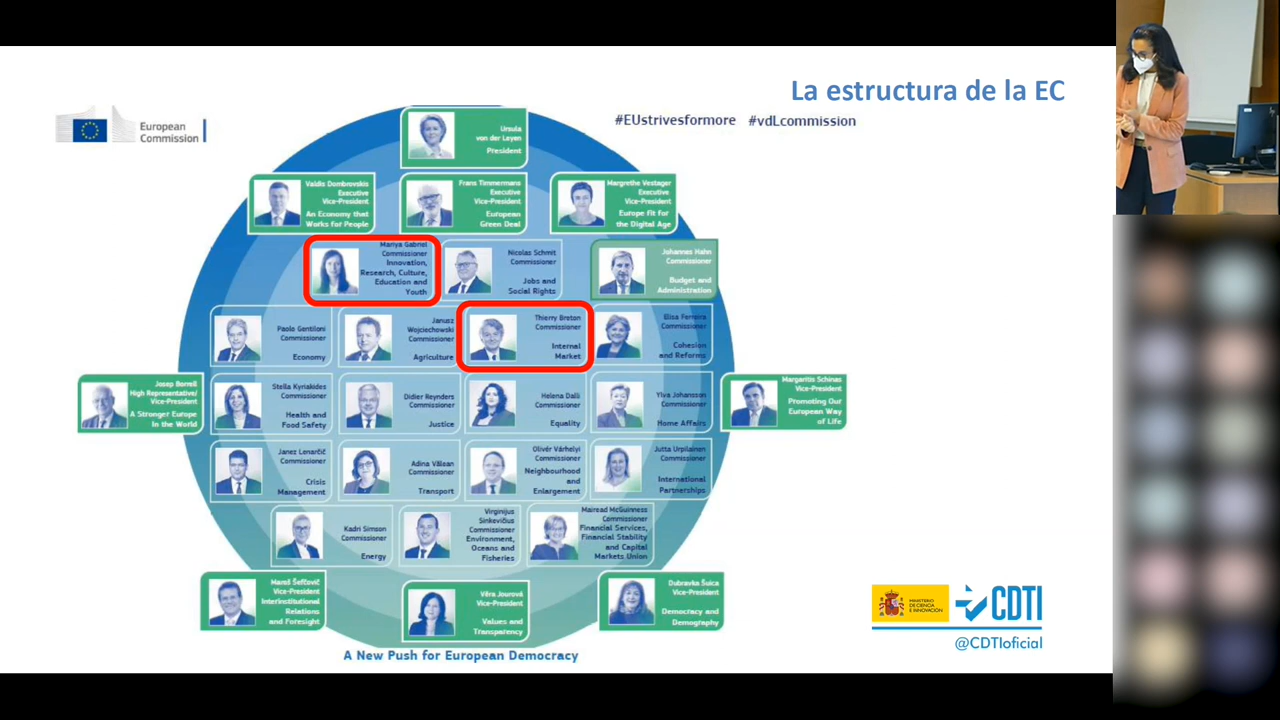 La estructura de la EC
#EUstrivesformore #vdLcommission
European
Commission
Ursula
von der Leyen
President
Valdis Dombrovskis
Executive
Vice-President
An Economy that
Works for People
Frans Timmermans
Executive
Vice-President
European
Green Deal
Margrethe Vestager
Executive
Vice-President
Europe fit for
the Digital Age
Mariya Gabriel
Commissioner
Innovation,
Research, Culture,
Education and
Youth
Nicolas Schmit
Commissioner
Jobs and
Social Rights
Johannes Hahn
Commissioner
Budget and
Administration
Paolo Gentiloni
Commissioner
Economy
Janusz
Wojciechowski
Commissioner
Agriculture
Thierry Breton
Commissioner
Internal
Market
Elisa Ferreira
Commissioner
Cohesion
and Reforms
Josep Borrell
High Representative/
Vice-President
A Stronger Europe
in the World
Stella Kyriakides
Commissioner
Health and
Food Safety
Didier Reynders
Commissioner
Justice
Helena Dalli
Commissioner
Equality
Ylva Johansson
Commissioner
Home Affairs
Margaritis Schinas
Vice-President
Promoting Our
European Way
of Life
Janez Lenarčič
Commissioner
Crisis
Management
Adina Vălean
Commissioner
Transport
Olivér Várhelyi
Commissioner
Neighbourhood
and
Enlargement
Jutta Urpilainen
Commissioner
International
Partnerships
Kadri Simson
Commissioner
Energy
Virginijus
Sinkevičius
Commissioner
Environment,
Oceans and
Fisheries
Mairead McGuinness
Commissioner
Financial Services,
Financial Stability
and Capital
Markets Union
Maroš Šefčovič
Vice-President
Interinstitutional
Relations
and Foresight
Věra Jourová
Vice-President
Values and
Transparency
Dubravka Šuica
Vice-President
Democracy and
Demography
A New Push for European Democracy
MINISTERIO
DE CIENCIA
E INNOVACIÓN
CDTI
@CDTIoficial